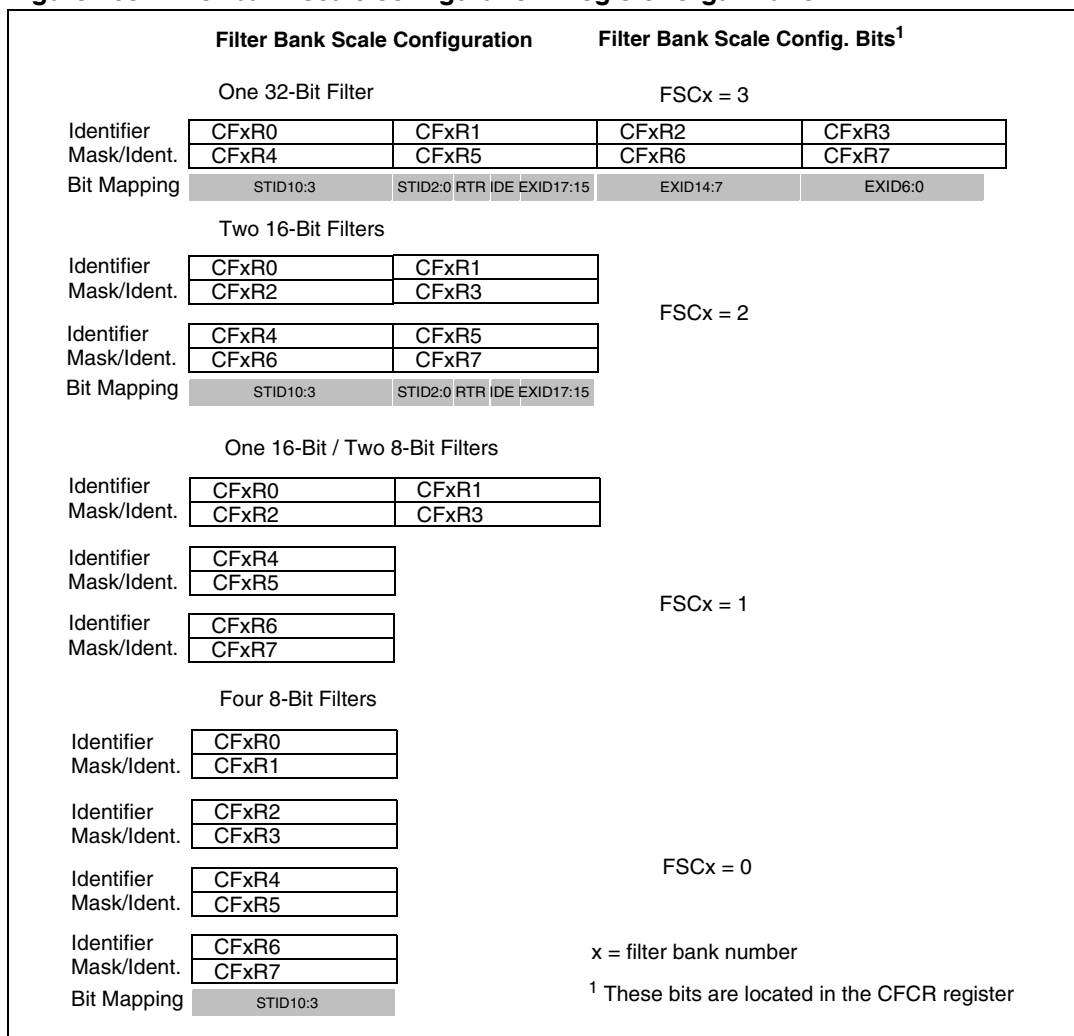 Filter Bank Scale Configuration Filter Bank Scale Config. Bits1
One 32-Bit Filter FSCx = 3
Identifier CFxR0 CFxR1 CFxR2 CFxR3
Mask/Ident. CFxR4 CFxR5 CFxR6 CFxR7
Bit Mapping STID10:3 STID2:0 RTR IDE EXID17:15 EXID14:7 EXID6:0
Two 16-Bit Filters
Identifier CFxR0 CFxR1
Mask/Ident. CFxR2 CFxR3
FSCx = 2
Identifier CFxR4 CFxR5
Mask/Ident. CFxR6 CFxR7
Bit Mapping STID10:3 STID2:0 RTR IDE EXID17:15
One 16-Bit / Two 8-Bit Filters
Identifier CFxR0 CFxR1
Mask/Ident. CFxR2 CFxR3
Identifier CFxR4
Mask/Ident. CFxR5
FSCx = 1
Identifier CFxR6
Mask/Ident. CFxR7
Four 8-Bit Filters
Identifier CFxR0
Mask/Ident. CFxR1
Identifier CFxR2
Mask/Ident. CFxR3
FSCx = 0
Identifier CFxR4
Mask/Ident. CFxR5
Identifier CFxR6
Mask/Ident. CFxR7
Bit Mapping STID10:3
x = filter bank number
1 These bits are located in the CFCR register